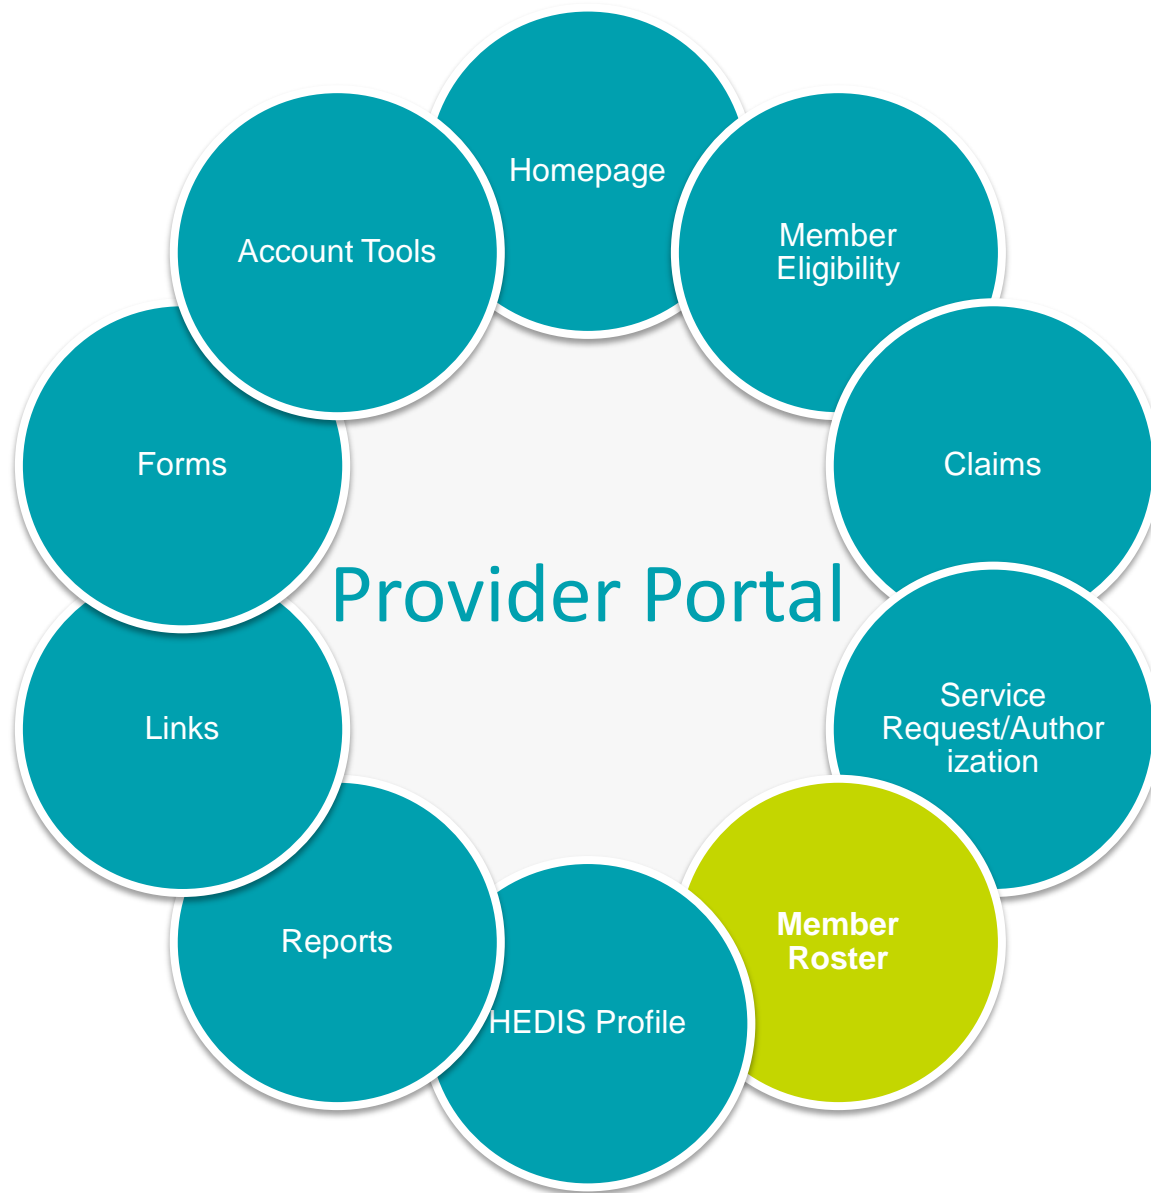 Homepage
Member
Eligibility
Account Tools
Claims
Forms
Provider Portal
Service
Request/Author
ization
Links
Member
Roster
Reports
HEDIS Profile